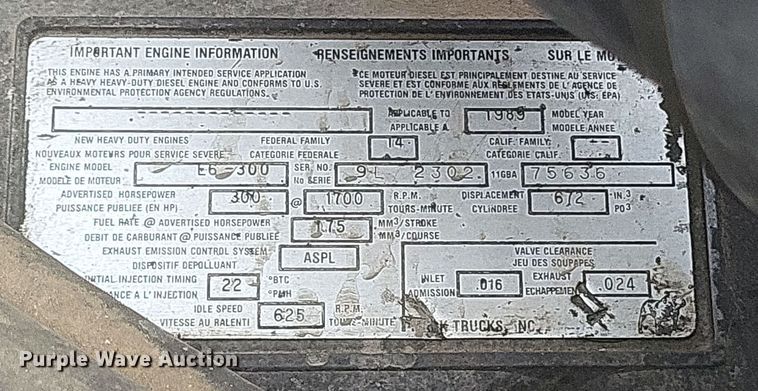 IMPORTANT ENGINE INFORMATION RENSEIGNEMENTS IMPORTANTS SUR LE MO
THIS ENGINE HAS A PRIMARY INTENDED SERVICE APPLICATION CE MOTEUR DIESEL EST PRINCIPALEMENT DESTINE AU SERVICE
AS A HEAVY HEAVY-DUTY DIESEL ENGINE AND CONFORMS TO U.S. SEVERE ET EST CONFORME AUX REGLEMENTS DE L'AGENCE DE
ENVIRONMENTAL PROTECTION AGENCY REGULATIONS. PROTECTION DE L'ENVIRONNEMENT DES ETATS-UNIS (US: EPA)
APPLICABLE TO 1989 MODEL YEAR
APPLICABLE A MODELE ANNEE
NEW HEAVY DUTY ENGINES FEDERAL FAMILY 14 CALIF. FAMILY --
NOUVEAUX MOTEURS POUR SERVICE SEVERE CATEGORIE FEDERALE CATEGORIE CALIF.
ENGINE MODEL E6-300 SER. NO. 9L 2302 11GBA 75636
MODELE DE MOTEUR No SERIE
ADVERTISED HORSEPOWER 300 @ 1700 R.P.M. DISPLACEMENT 672 IN.3
PUISSANCE PUBLIEE (EN HP) TOURS-MINUTE CYLINDREE PO3
FUEL RATE @ ADVERTISED HORSEPOWER 175 MM3/STROKE
DEBIT DE CARBURANT @ PUISSANCE PUBLIEE MM3/COURSE
EXHAUST EMISSION CONTROL SYSTEM ASPL VALVE CLEARANCE
DISPOSITIF DEPOLLUANT JEU DES SOUPAPES
INITIAL INJECTION TIMING 22 °BTC INLET .016 EXHAUST .024
ANCE A L'INJECTION °PMH ADMISSION ECHAPPEMENT
IDLE SPEED 625 R.P.M.
VITESSE AU RALENTI TOURS-MINUTE K TRUCKS, INC.
Purple Wave Auction